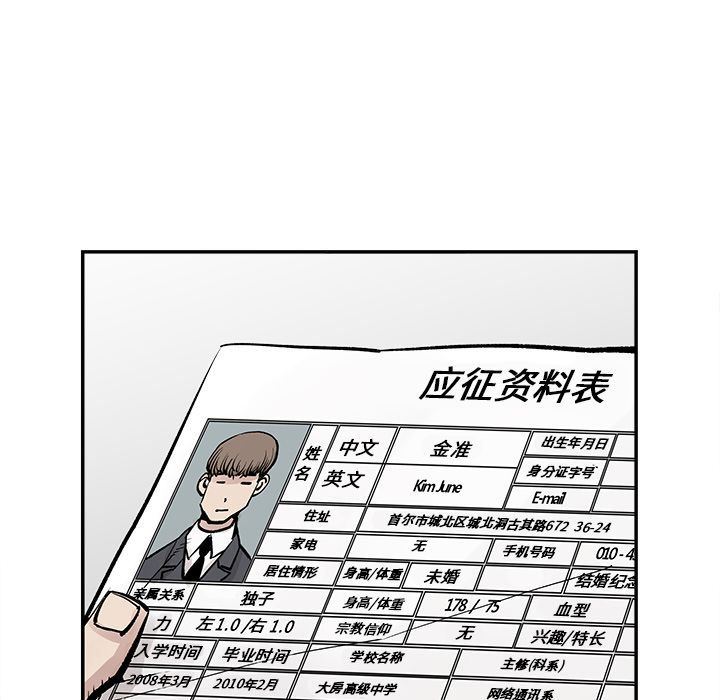 应征资料表
姓名 中文 金准 出生年月日
英文 Kim June 身分证字号
E-mail
住址 首尔市城北区城北洞古其路672 36-24
家电 无 手机号码 010-4
居住情形 身高/体重 未婚 结婚纪念
亲属关系 独子 身高/体重 178 / 75 血型
力 左1.0/右1.0 宗教信仰 无 兴趣/特长
入学时间 毕业时间 学校名称 主修(科系)
2008年3月 2010年2月 大房高级中学 网络通讯系